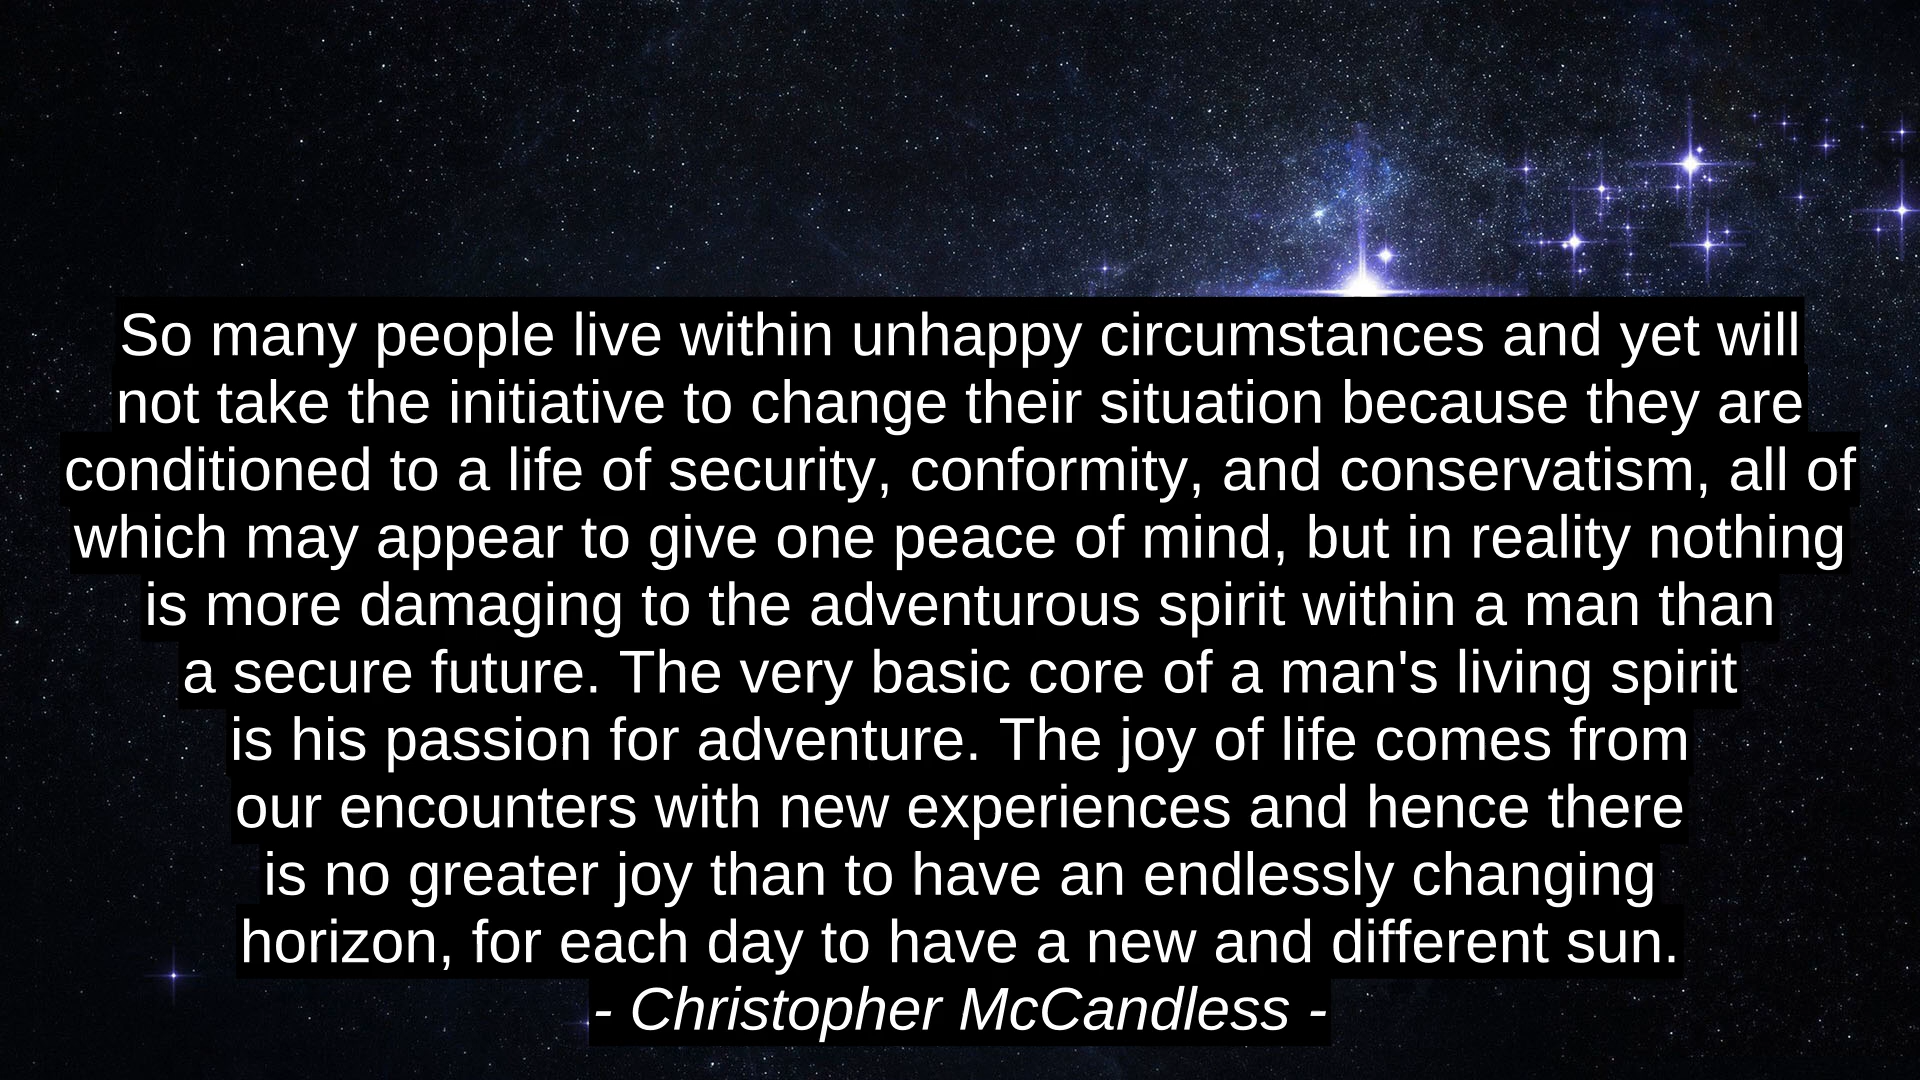 So many people live within unhappy circumstances and yet will
not take the initiative to change their situation because they are
conditioned to a life of security, conformity, and conservatism, all of
which may appear to give one peace of mind, but in reality nothing
is more damaging to the adventurous spirit within a man than
a secure future. The very basic core of a man's living spirit
is his passion for adventure. The joy of life comes from
our encounters with new experiences and hence there
is no greater joy than to have an endlessly changing
horizon, for each day to have a new and different sun.
- Christopher McCandless -